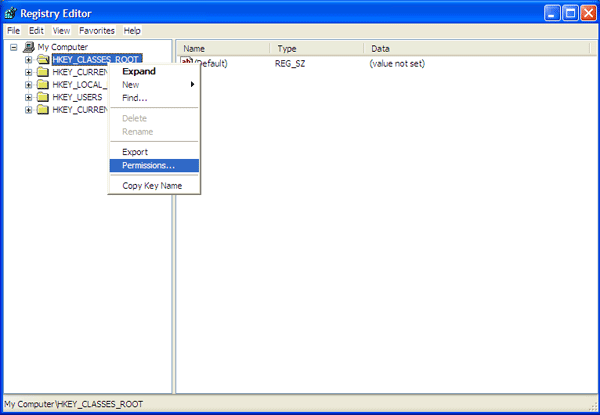 Registry Editor
File Edit View Favorites Help
My Computer
HKEY_CLASSES_ROOT
HKEY_CURREN
HKEY_LOCAL_
HKEY_USERS
HKEY_CURREN
Name Type Data
ab (Default) REG_SZ (value not set)
Expand
New
Find...
Delete
Rename
Export
Permissions...
Copy Key Name
My Computer\HKEY_CLASSES_ROOT